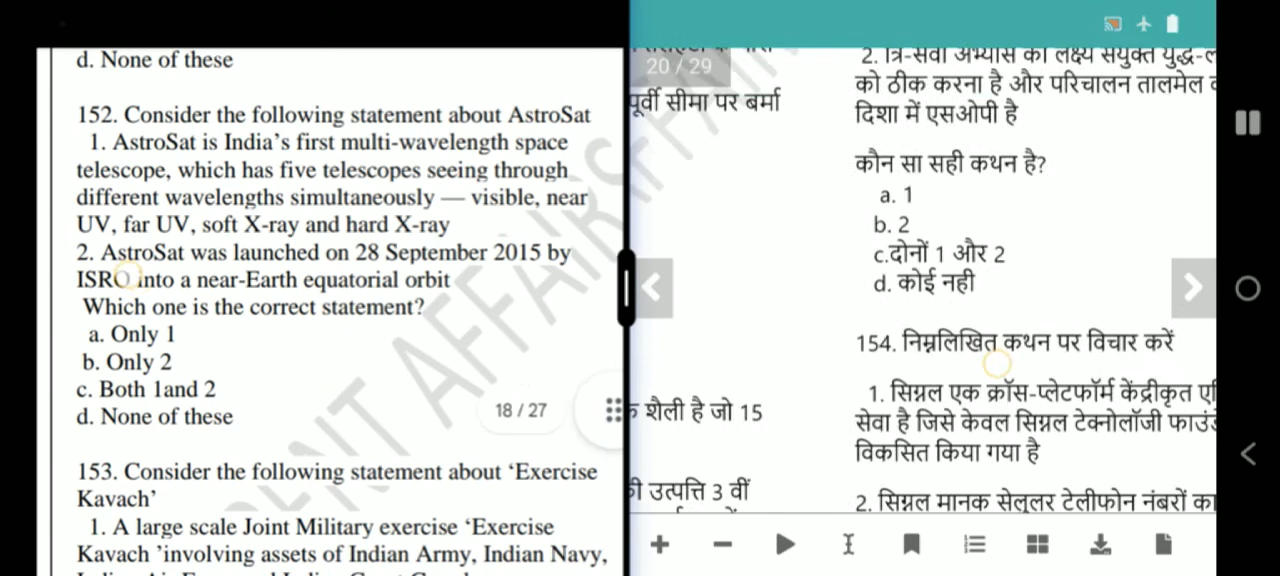 d. None of these
152. Consider the following statement about AstroSat
1. AstroSat is India's first multi-wavelength space
telescope, which has five telescopes seeing through
different wavelengths simultaneously — visible, near
UV, far UV, soft X-ray and hard X-ray
2. AstroSat was launched on 28 September 2015 by
ISRO into a near-Earth equatorial orbit
Which one is the correct statement?
a. Only 1
b. Only 2
c. Both 1and 2
d. None of these
18 / 27
153. Consider the following statement about ‘Exercise
Kavach’
1. A large scale Joint Military exercise ‘Exercise
Kavach ’involving assets of Indian Army, Indian Navy,
20 / 29
पूर्वी सीमा पर बर्मा
शैली है जो 15
उत्पत्ति 3 वीं
2. त्रि-सेवा अभ्यास का लक्ष्य संयुक्त
को ठीक करना है और परिचालन तालमेल
दिशा में एसओपी है
कौन सा सही कथन है?
a. 1
b. 2
c.दोनों 1 और 2
d. कोई नही
154. निम्नलिखित कथन पर विचार करें
1. सिग्नल एक क्रॉस-प्लेटफॉर्म केंद्रीकृत
सेवा है जिसे केवल सिग्नल टेक्नोलॉजी
विकसित किया गया है
2. सिग्नल मानक सेलुलर टेलीफोन नंबरों का